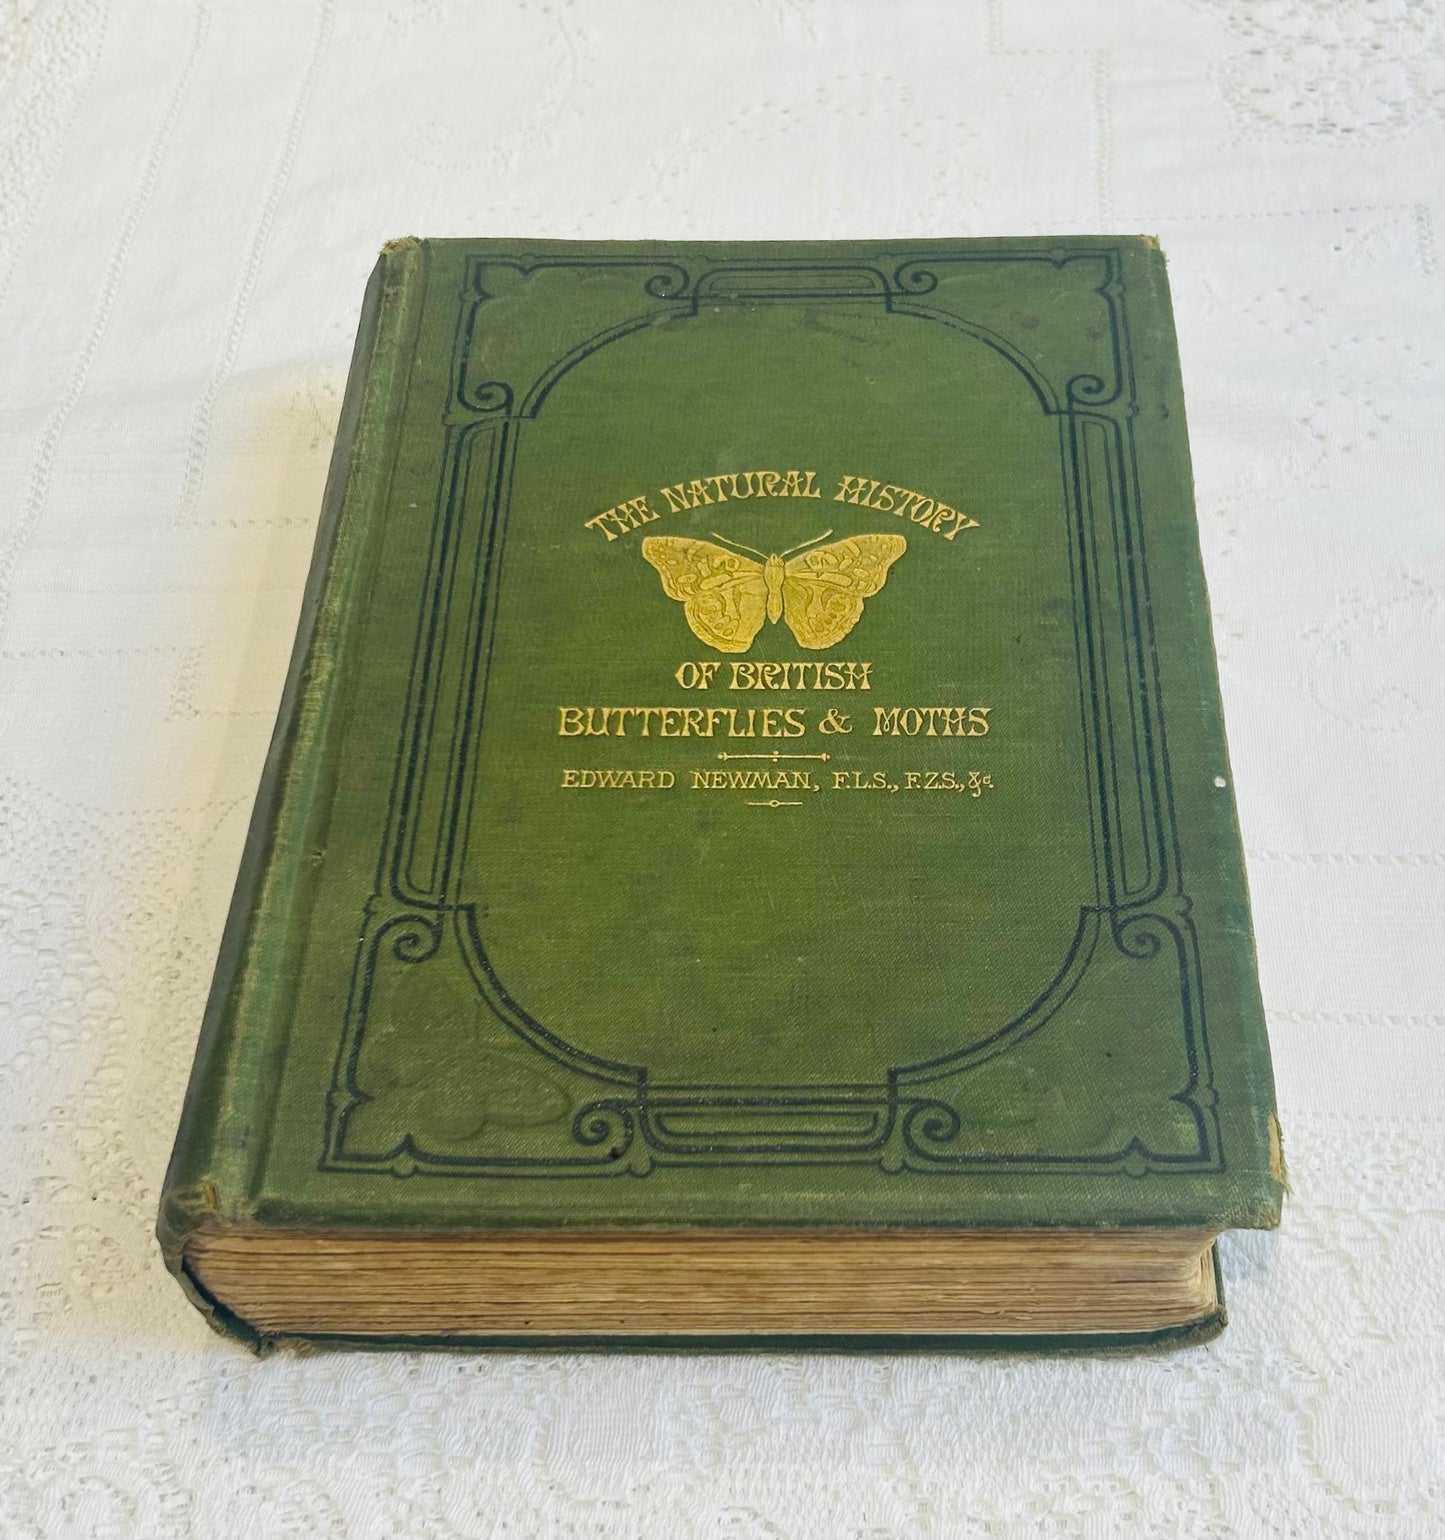 THE NATURAL HISTORY
OF BRITISH
BUTTERFLIES & MOTHS
EDWARD NEWMAN, F.L.S., F.Z.S., &c.